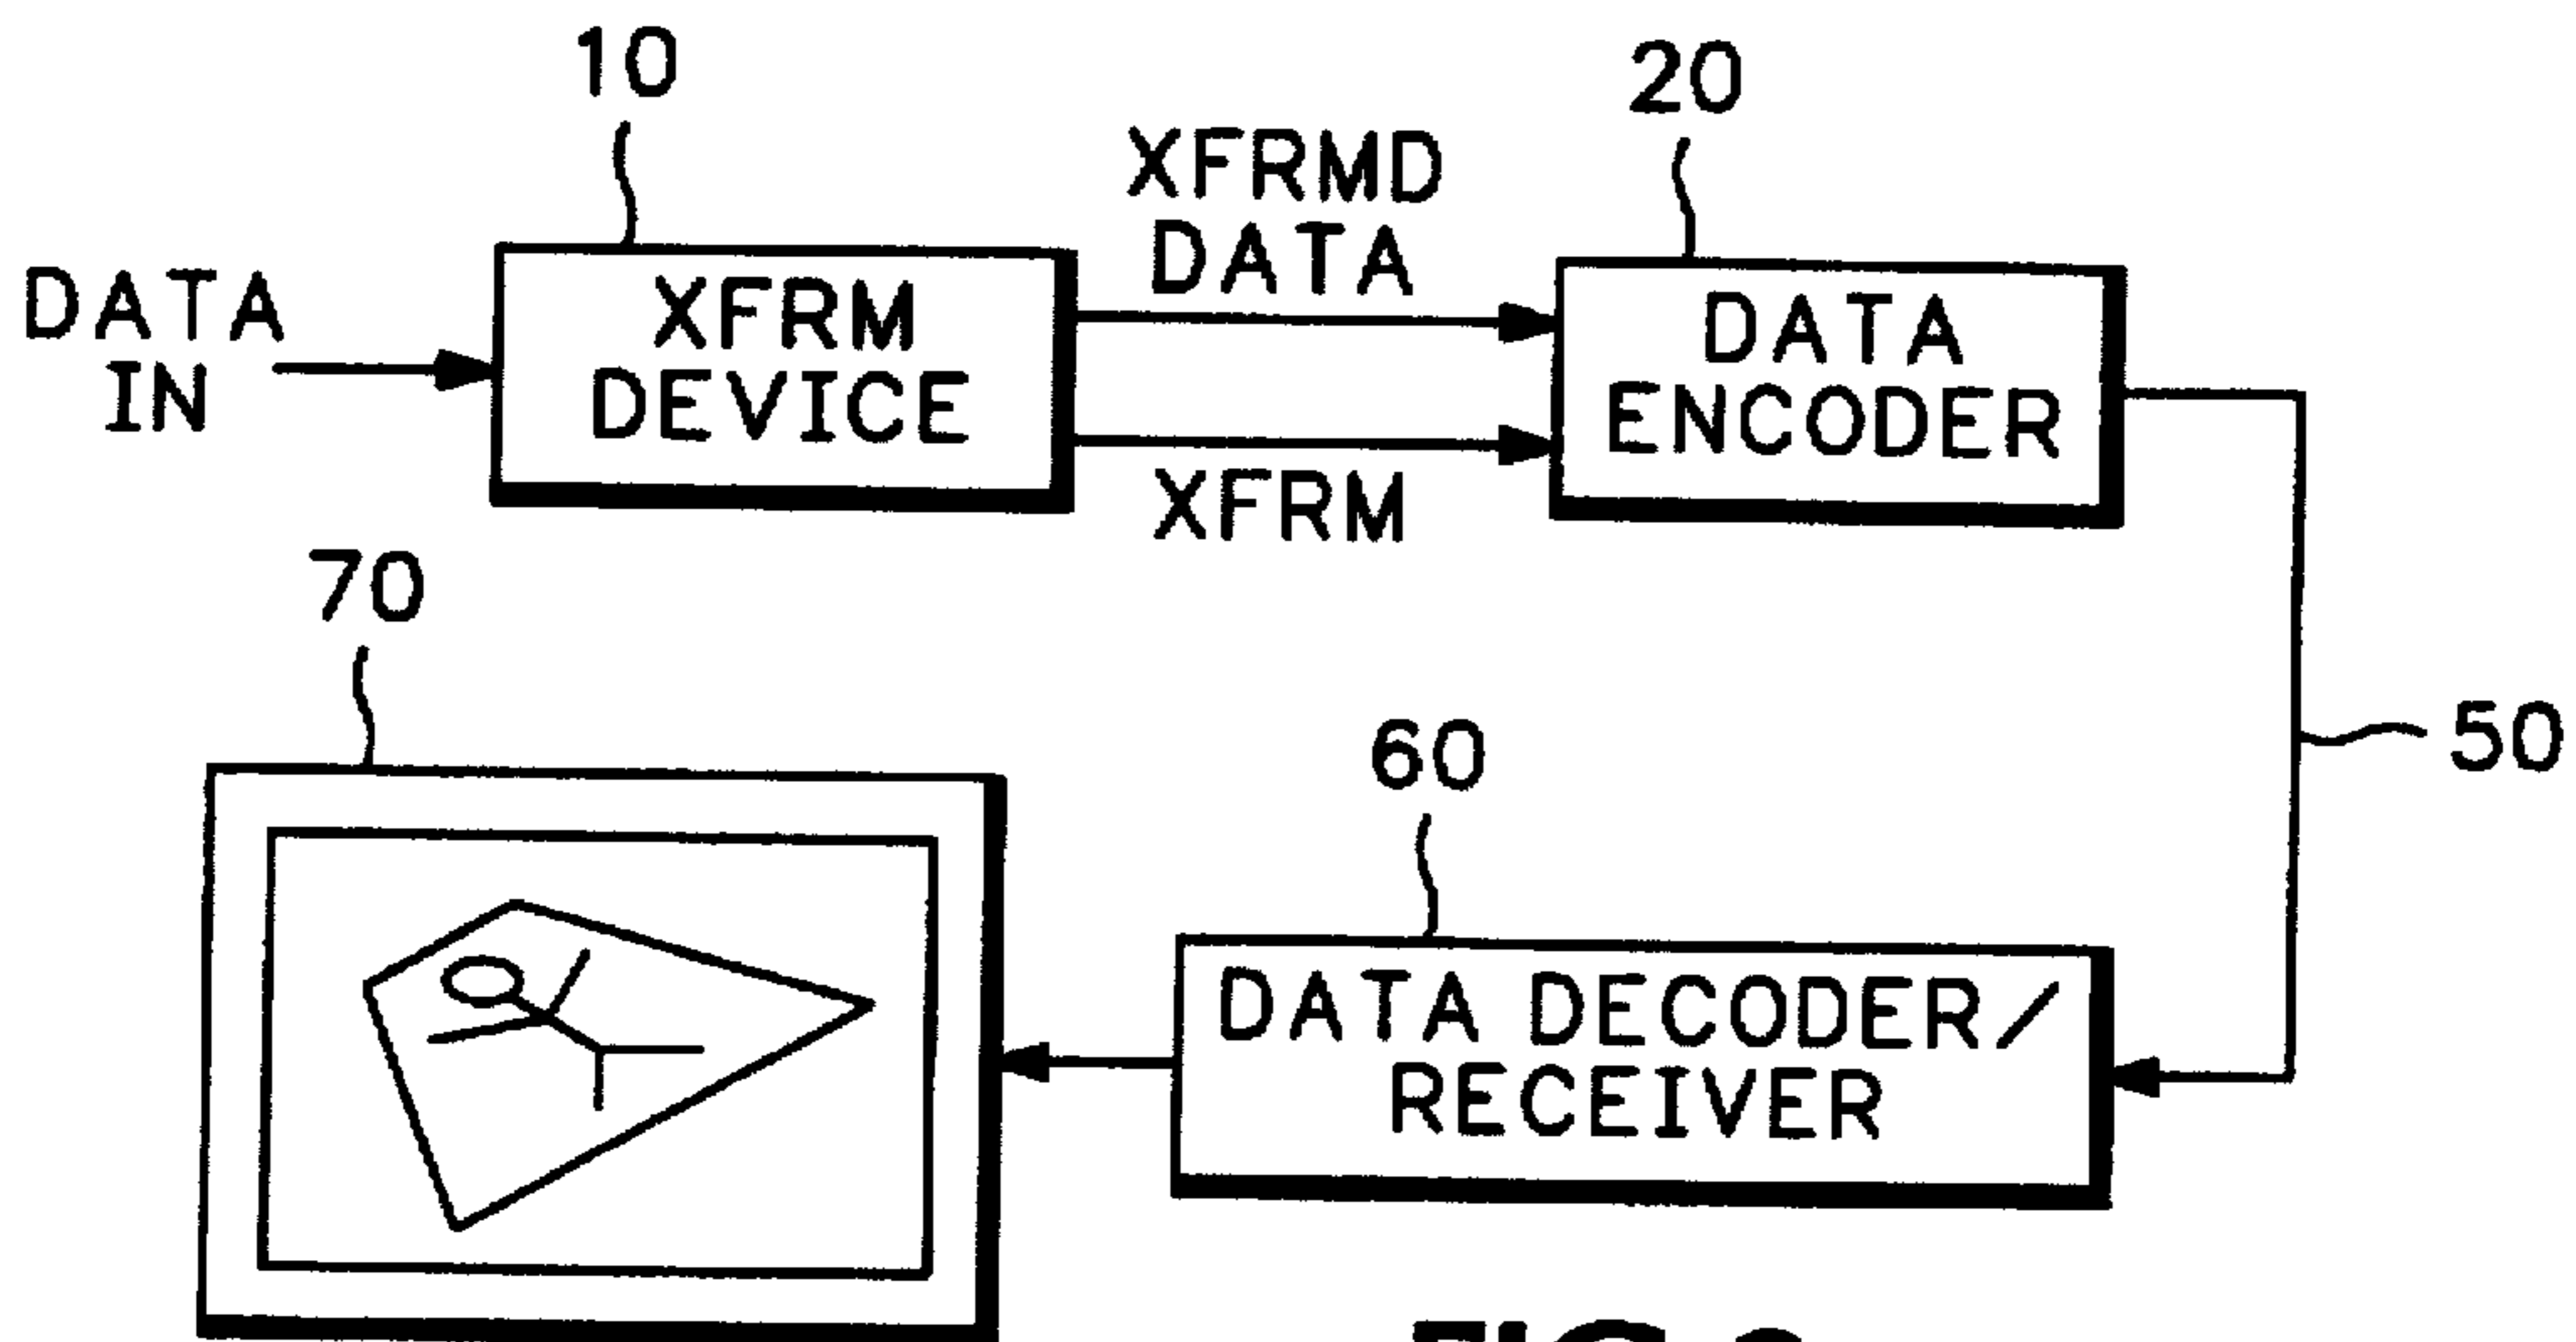 10
20
XFRMD
DATA
DATA
IN
XFRM
DEVICE
DATA
ENCODER
XFRM
70
60
50
DATA DECODER/
RECEIVER